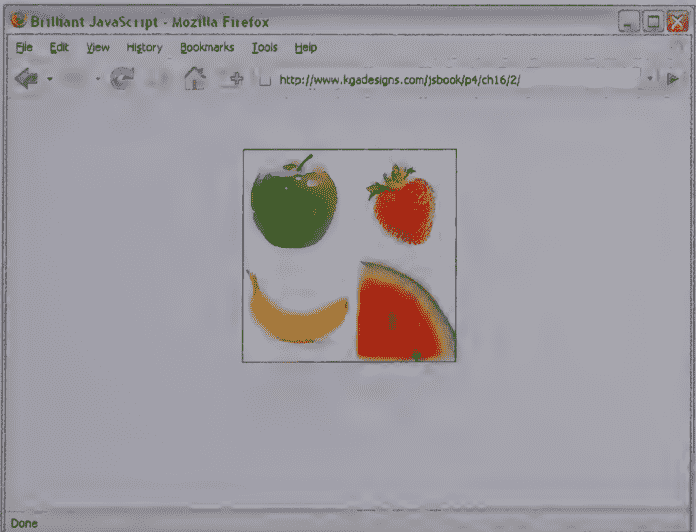 Brilliant JavaScript - Mozilla Firefox
File Edit View History Bookmarks Tools Help
http://www.kgadesigns.com/jsbook/p4/ch16/2/
Done